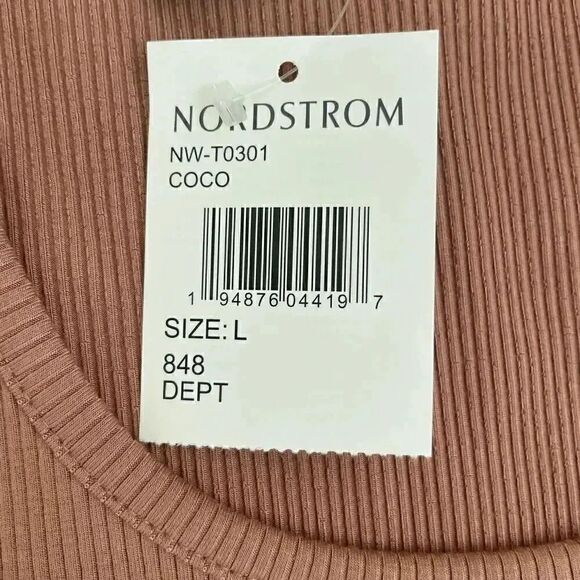 NORDSTROM
NW-T0301
COCO
1 94876 04419 7
SIZE: L
848
DEPT